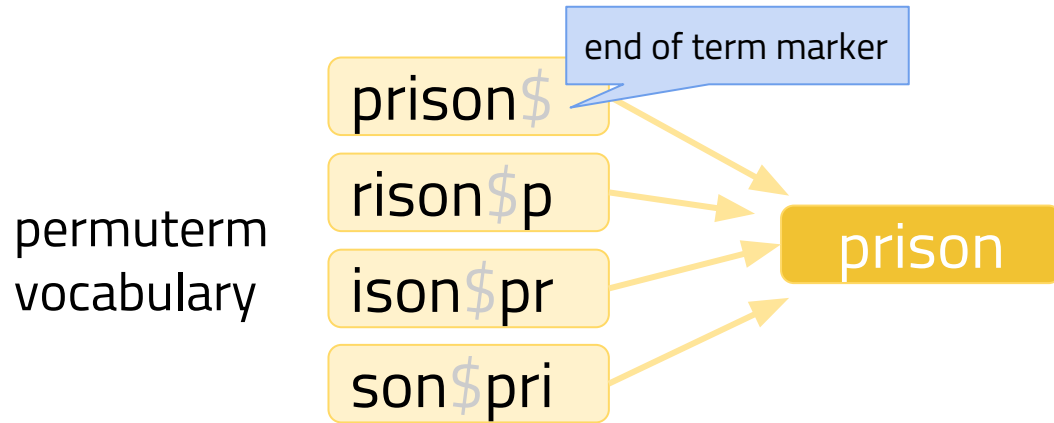 end of term marker
prison$
rison$p
permuterm
vocabulary
prison
ison$pr
son$pri